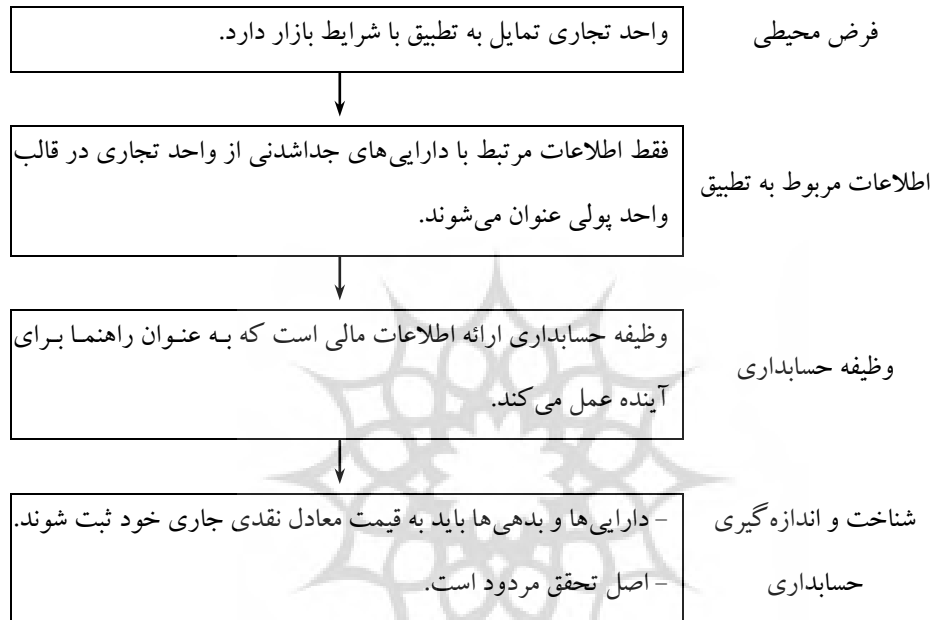 فرض محیطی
واحد تجاری تمایل به تطبیق با شرایط بازار دارد.
اطلاعات مربوط به تطبیق
فقط اطلاعات مرتبط با دارایی‌های جداشدنی از واحد تجاری در قالب
واحد پولی عنوان می‌شوند.
وظیفه حسابداری
وظیفه حسابداری ارائه اطلاعات مالی است که به عنوان راهنما برای
آینده عمل می‌کند.
شناخت و اندازه‌گیری
حسابداری
- دارایی‌ها و بدهی‌ها باید به قیمت معادل نقدی جاری خود ثبت شوند.
- اصل تحقق مردود است.